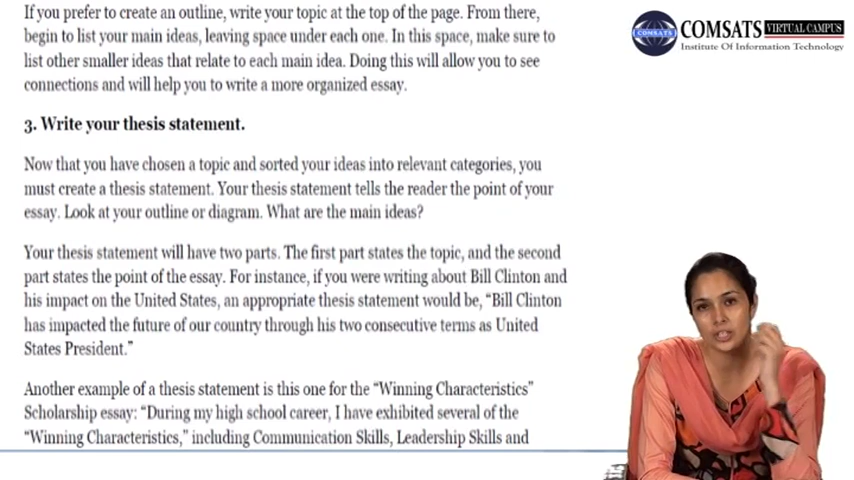 If you prefer to create an outline, write your topic at the top of the page. From there,
begin to list your main ideas, leaving space under each one. In this space, make sure to
list other smaller ideas that relate to each main idea. Doing this will allow you to see
connections and will help you to write a more organized essay.
3. Write your thesis statement.
Now that you have chosen a topic and sorted your ideas into relevant categories, you
must create a thesis statement. Your thesis statement tells the reader the point of your
essay. Look at your outline or diagram. What are the main ideas?
Your thesis statement will have two parts. The first part states the topic, and the second
part states the point of the essay. For instance, if you were writing about Bill Clinton and
his impact on the United States, an appropriate thesis statement would be, “Bill Clinton
has impacted the future of our country through his two consecutive terms as United
States President.”
Another example of a thesis statement is this one for the “Winning Characteristics”
Scholarship essay: “During my high school career, I have exhibited several of the
“Winning Characteristics,” including Communication Skills, Leadership Skills and
COMSATS
COMSATS VIRTUAL CAMPUS
Institute Of Information Technology